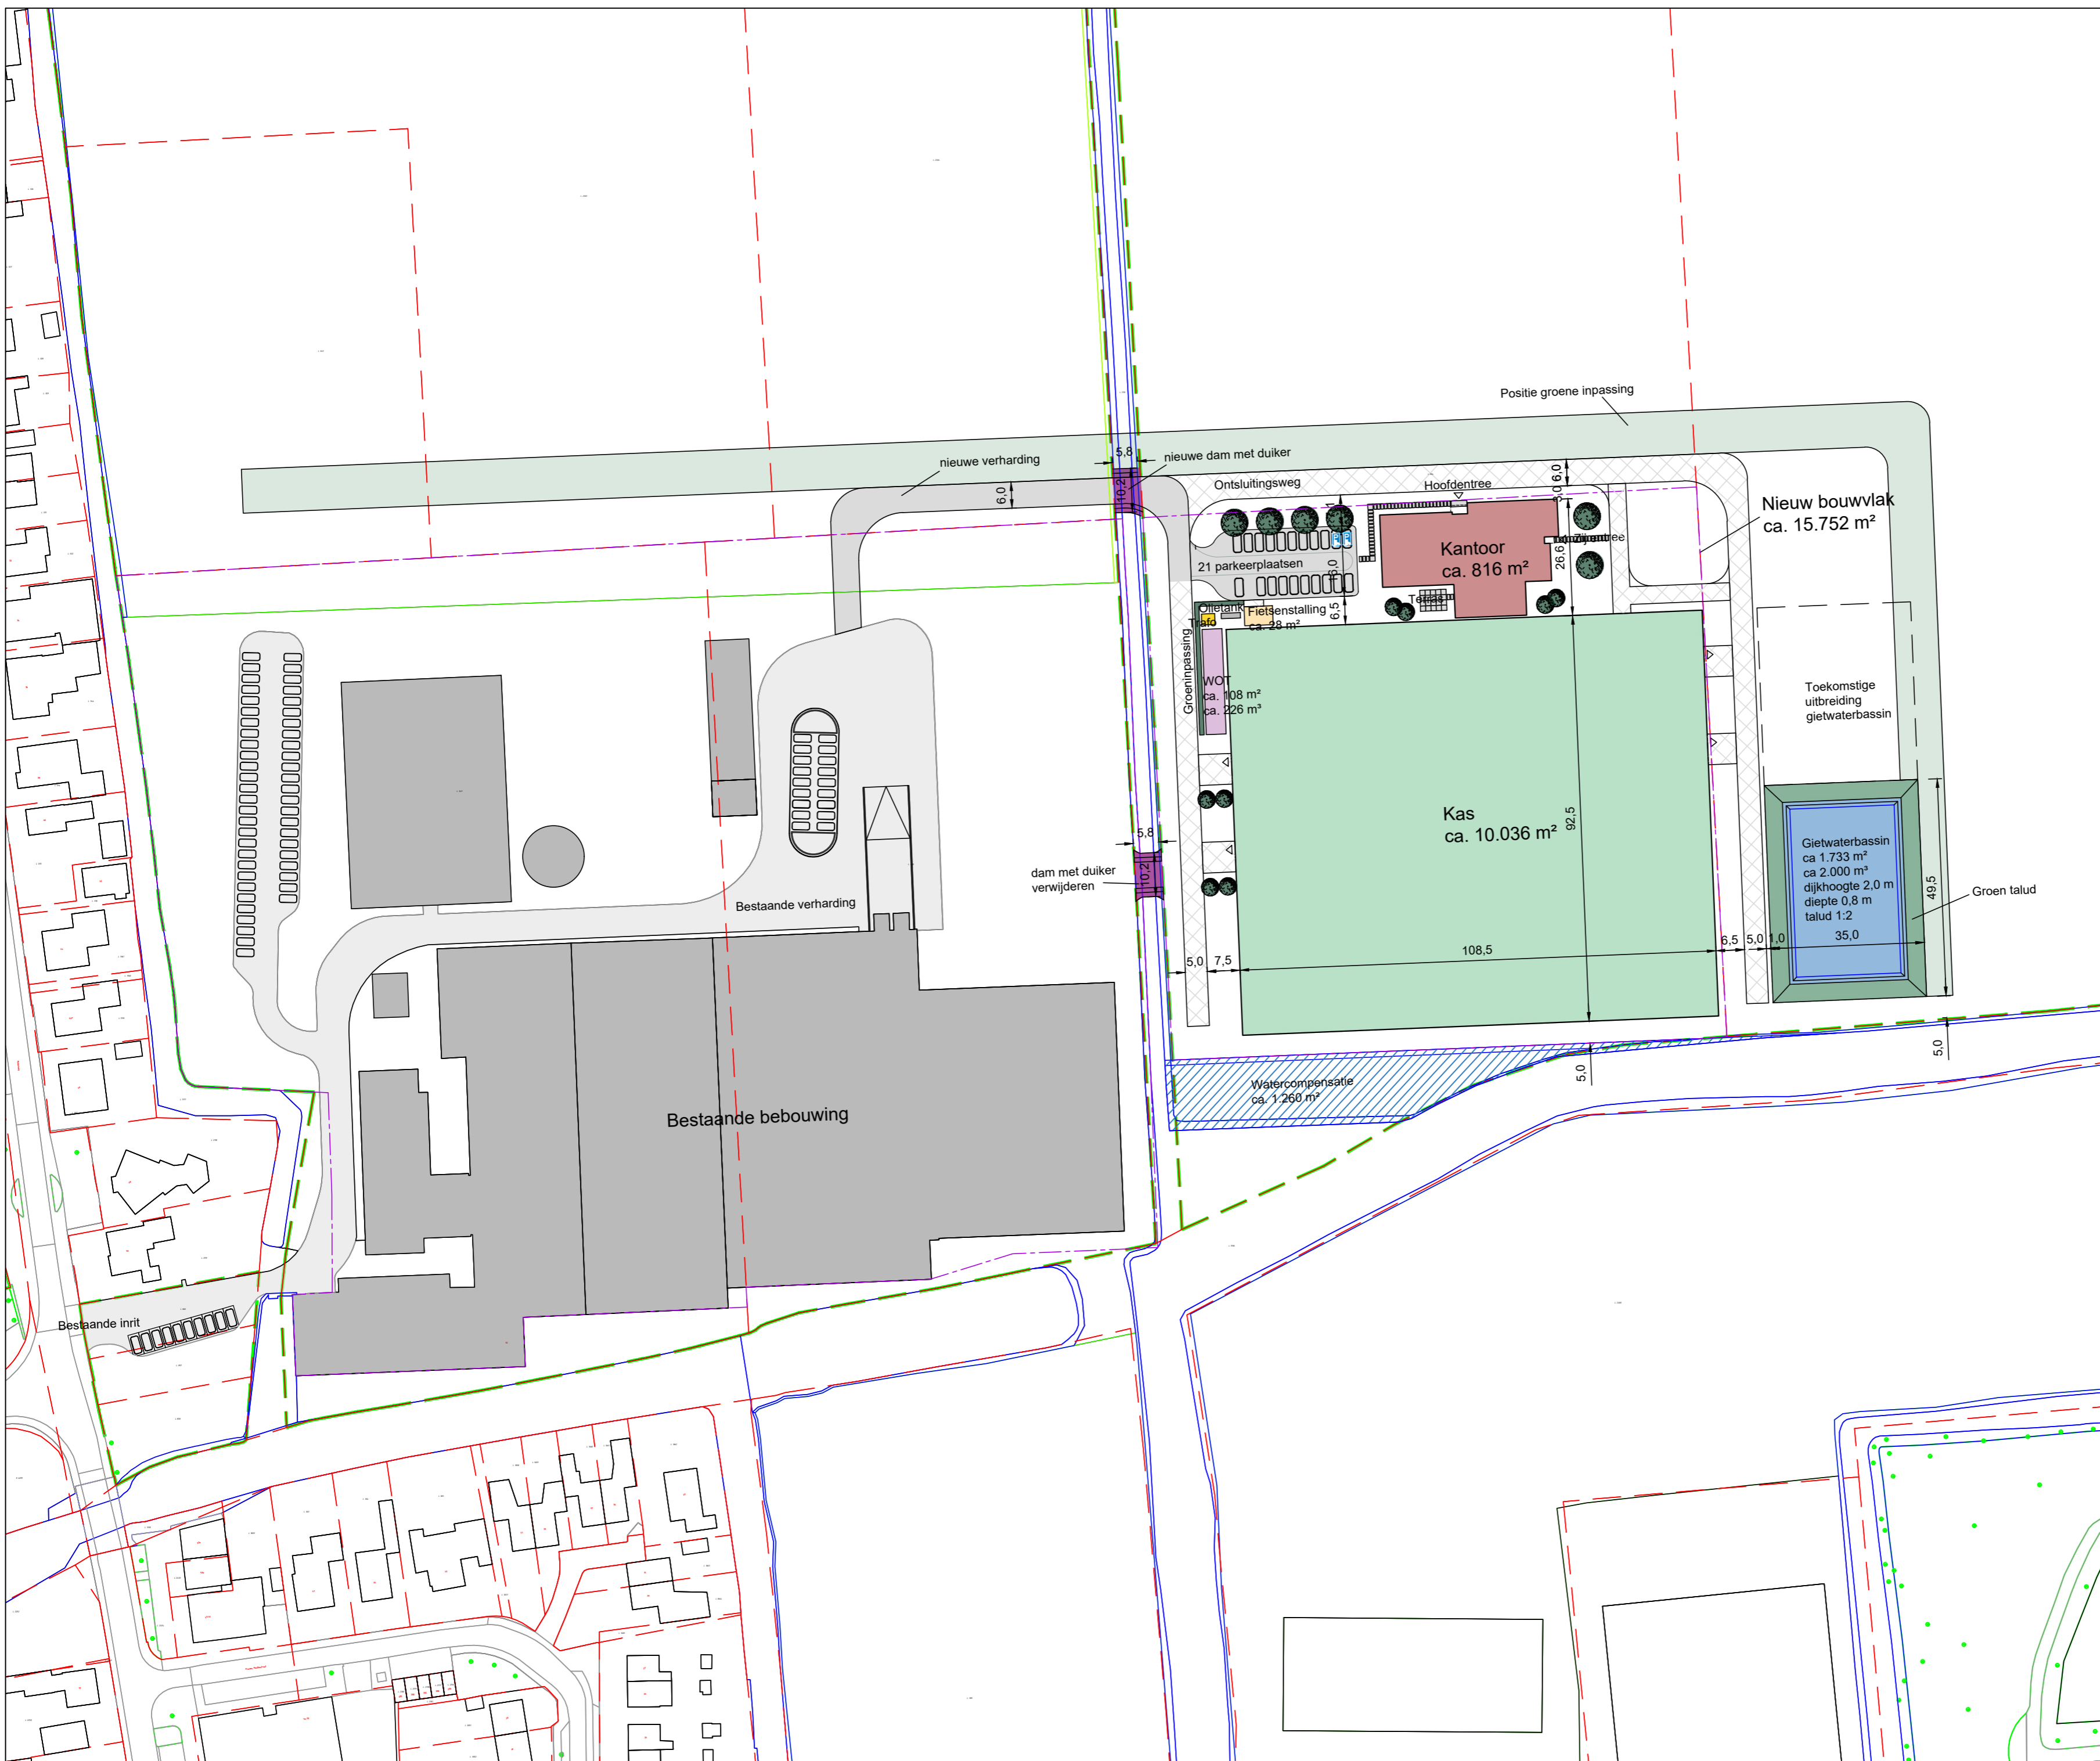 Positie groene inpassing
nieuwe verharding
5,8
nieuwe dam met duiker
6,0
10,2
Ontsluitingsweg
Hoofdentree
6,0
Nieuw bouwvlak
ca. 15.752 m²
Kantoor
ca. 816 m²
26,6
21 parkeerplaatsen
16,0
Olietank
Fietsenstalling
ca. 28 m²
6,5
Terras
Trafo
Groeninpassing
WOT
ca. 108 m²
ca. 226 m³
Toekomstige
uitbreiding
gietwaterbassin
Kas
ca. 10.036 m²
92,5
5,8
10,2
dam met duiker
verwijderen
Gietwaterbassin
ca 1.733 m²
ca 2.000 m³
dijkhoogte 2,0 m
diepte 0,8 m
talud 1:2
49,5
Groen talud
Bestaande verharding
5,0
7,5
108,5
6,5
5,0
1,0
35,0
5,0
5,0
Watercompensatie
ca. 1.260 m²
Bestaande bebouwing
Bestaande inrit